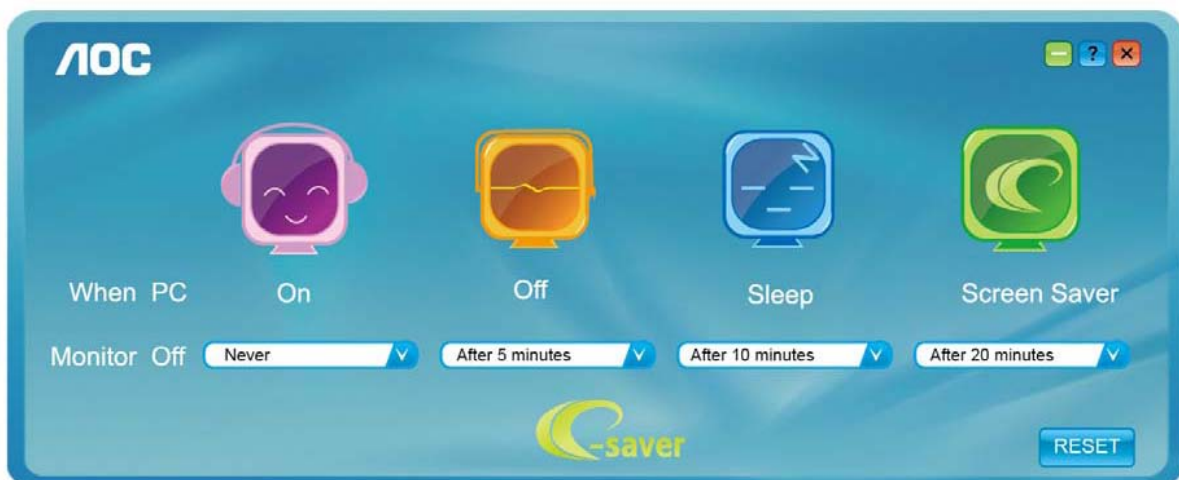 AOC
?
When PC On Off Sleep Screen Saver
Monitor Off Never After 5 minutes After 10 minutes After 20 minutes
e-saver
RESET